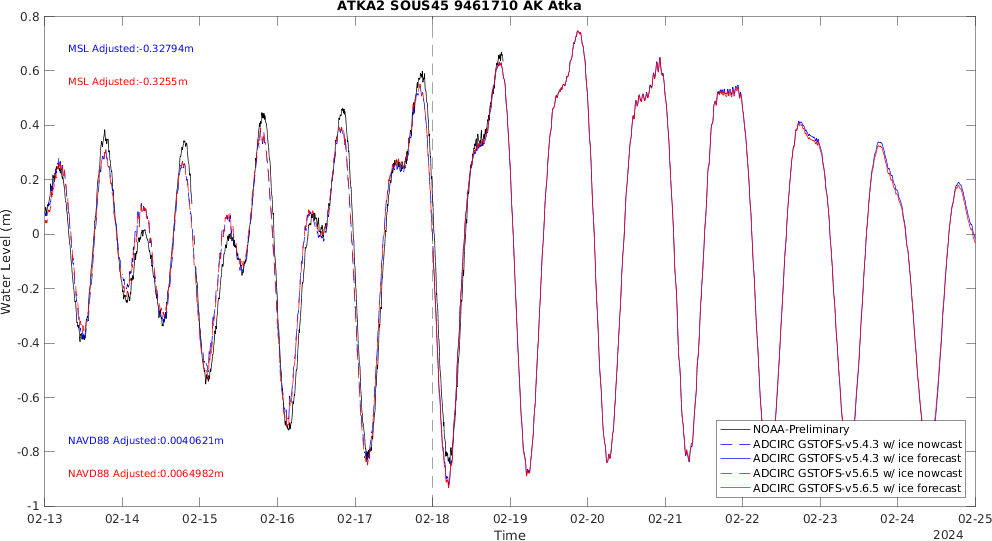 ATKA2 SOUS45 9461710 AK Atka
0.8
0.6
0.4
0.2
0
-0.2
-0.4
-0.6
-0.8
-1
Water Level (m)
MSL Adjusted:-0.32794m
MSL Adjusted:-0.3255m
NAVD88 Adjusted:0.0040621m
NAVD88 Adjusted:0.0064982m
NOAA-Preliminary
ADCIRC GSTOFS-v5.4.3 w/ ice nowcast
ADCIRC GSTOFS-v5.4.3 w/ ice forecast
ADCIRC GSTOFS-v5.6.5 w/ ice nowcast
ADCIRC GSTOFS-v5.6.5 w/ ice forecast
02-13 02-14 02-15 02-16 02-17 02-18 02-19 02-20 02-21 02-22 02-23 02-24 02-25
Time
2024